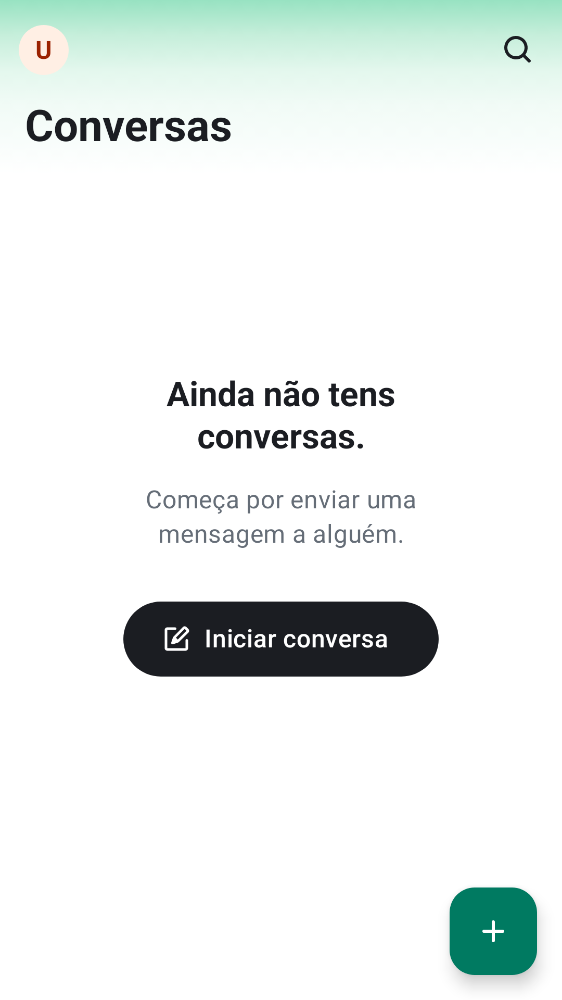 U
Conversas
Ainda não tens
conversas.
Começa por enviar uma
mensagem a alguém.
Iniciar conversa